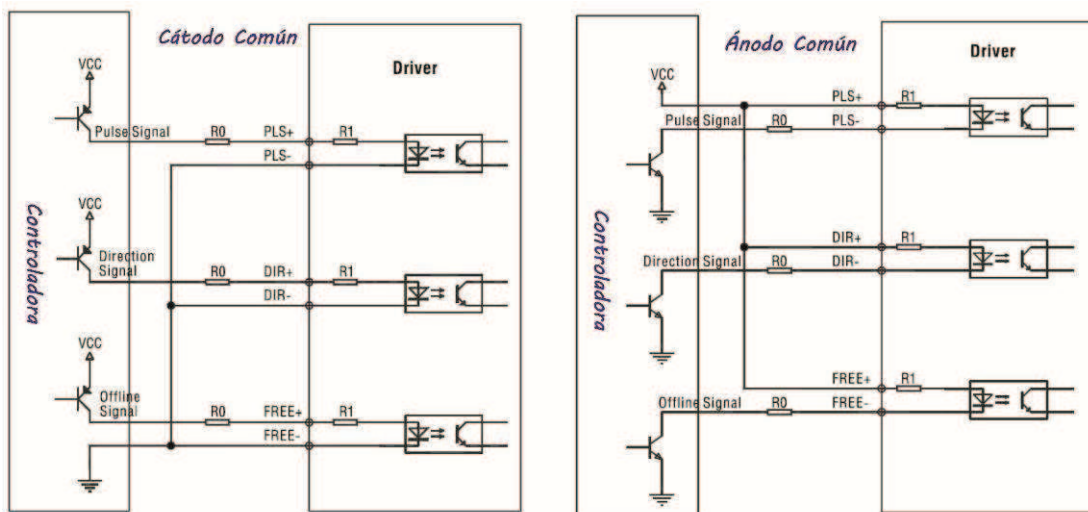 Cátodo Común
Driver
VCC
Pulse Signal
R0
PLS+
R1
PLS-
VCC
Direction
Signal
R0
DIR+
R1
DIR-
VCC
Offline
Signal
R0
FREE+
R1
FREE-
Controladora
Ánodo Común
Driver
VCC
PLS+
R1
Pulse Signal
R0
PLS-
DIR+
R1
Direction Signal
R0
DIR-
FREE+
R1
Offline Signal
R0
FREE-
Controladora